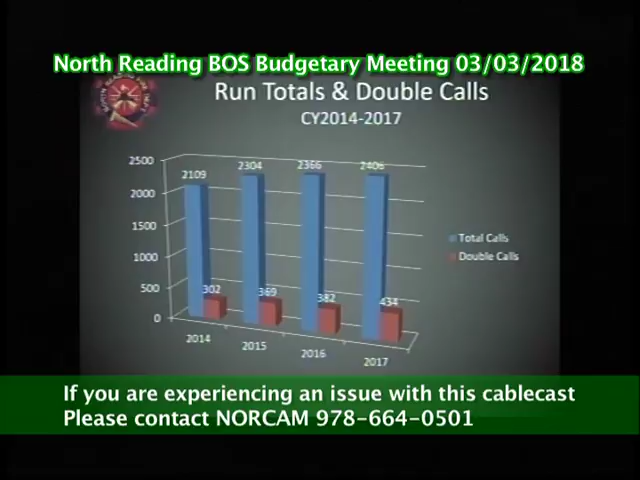 North Reading BOS Budgetary Meeting 03/03/2018
Run Totals & Double Calls
CY2014-2017
2500
2000
1500
1000
500
0
2109
2304
2366
2406
302
369
382
434
2014
2015
2016
2017
Total Calls
Double Calls
If you are experiencing an issue with this cablecast
Please contact NORCAM 978-664-0501